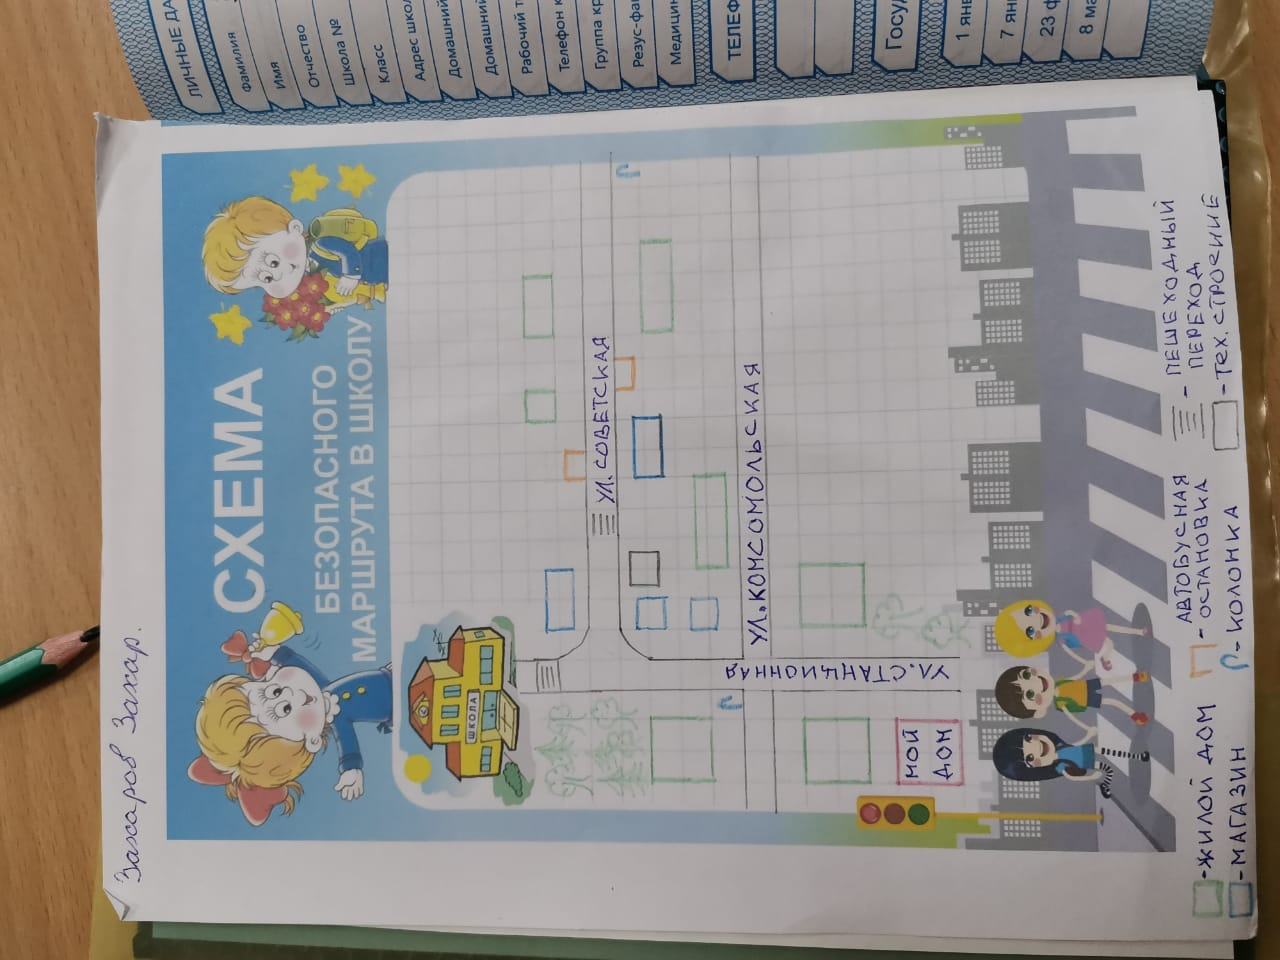 ЛИЧНЫЕ ДА
Фамилия
Имя
Отчество
Школа №
Класс
Адрес школ
Домашний
Домашний
Рабочий т
Телефон к
Группа кр
Резус-фа
Медицин
ТЕЛЕФ
Госуд
1 янв
7 янв
23 ф
8 ма
Захаров Захар.
СХЕМА
БЕЗОПАСНОГО
МАРШРУТА В ШКОЛУ
ШКОЛА
УЛ. СОВЕТСКАЯ
УЛ. КОМСОМОЛЬСКАЯ
УЛ. СТАНЦИОННАЯ
МОЙ
ДОМ
- ЖИЛОЙ ДОМ
- МАГАЗИН
- АВТОБУСНАЯ
ОСТАНОВКА
- КОЛОНКА
- ПЕШЕХОДНЫЙ
ПЕРЕХОД
- ТЕХ. СТРОЕНИЕ